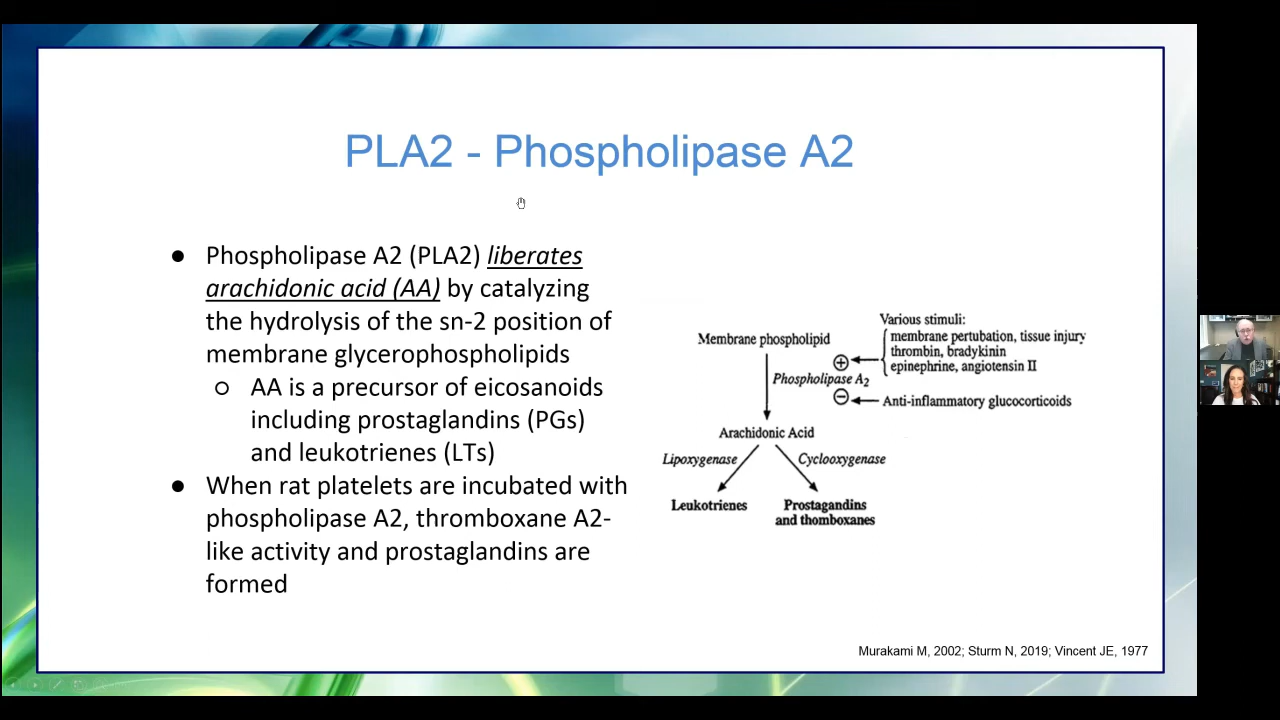 PLA2 - Phospholipase A2
● Phospholipase A2 (PLA2) liberates
arachidonic acid (AA) by catalyzing
the hydrolysis of the sn-2 position of
membrane glycerophospholipids
○ AA is a precursor of eicosanoids
including prostaglandins (PGs)
and leukotrienes (LTs)
● When rat platelets are incubated with
phospholipase A2, thromboxane A2-
like activity and prostaglandins are
formed
Various stimuli:
membrane pertubation, tissue injury
thrombin, bradykinin
epinephrine, angiotensin II
Membrane phospholipid
+
Phospholipase A2
−
Anti-inflammatory glucocorticoids
Arachidonic Acid
Lipoxygenase
Cyclooxygenase
Leukotrienes
Prostagandins
and thomboxanes
Murakami M, 2002; Sturm N, 2019; Vincent JE, 1977